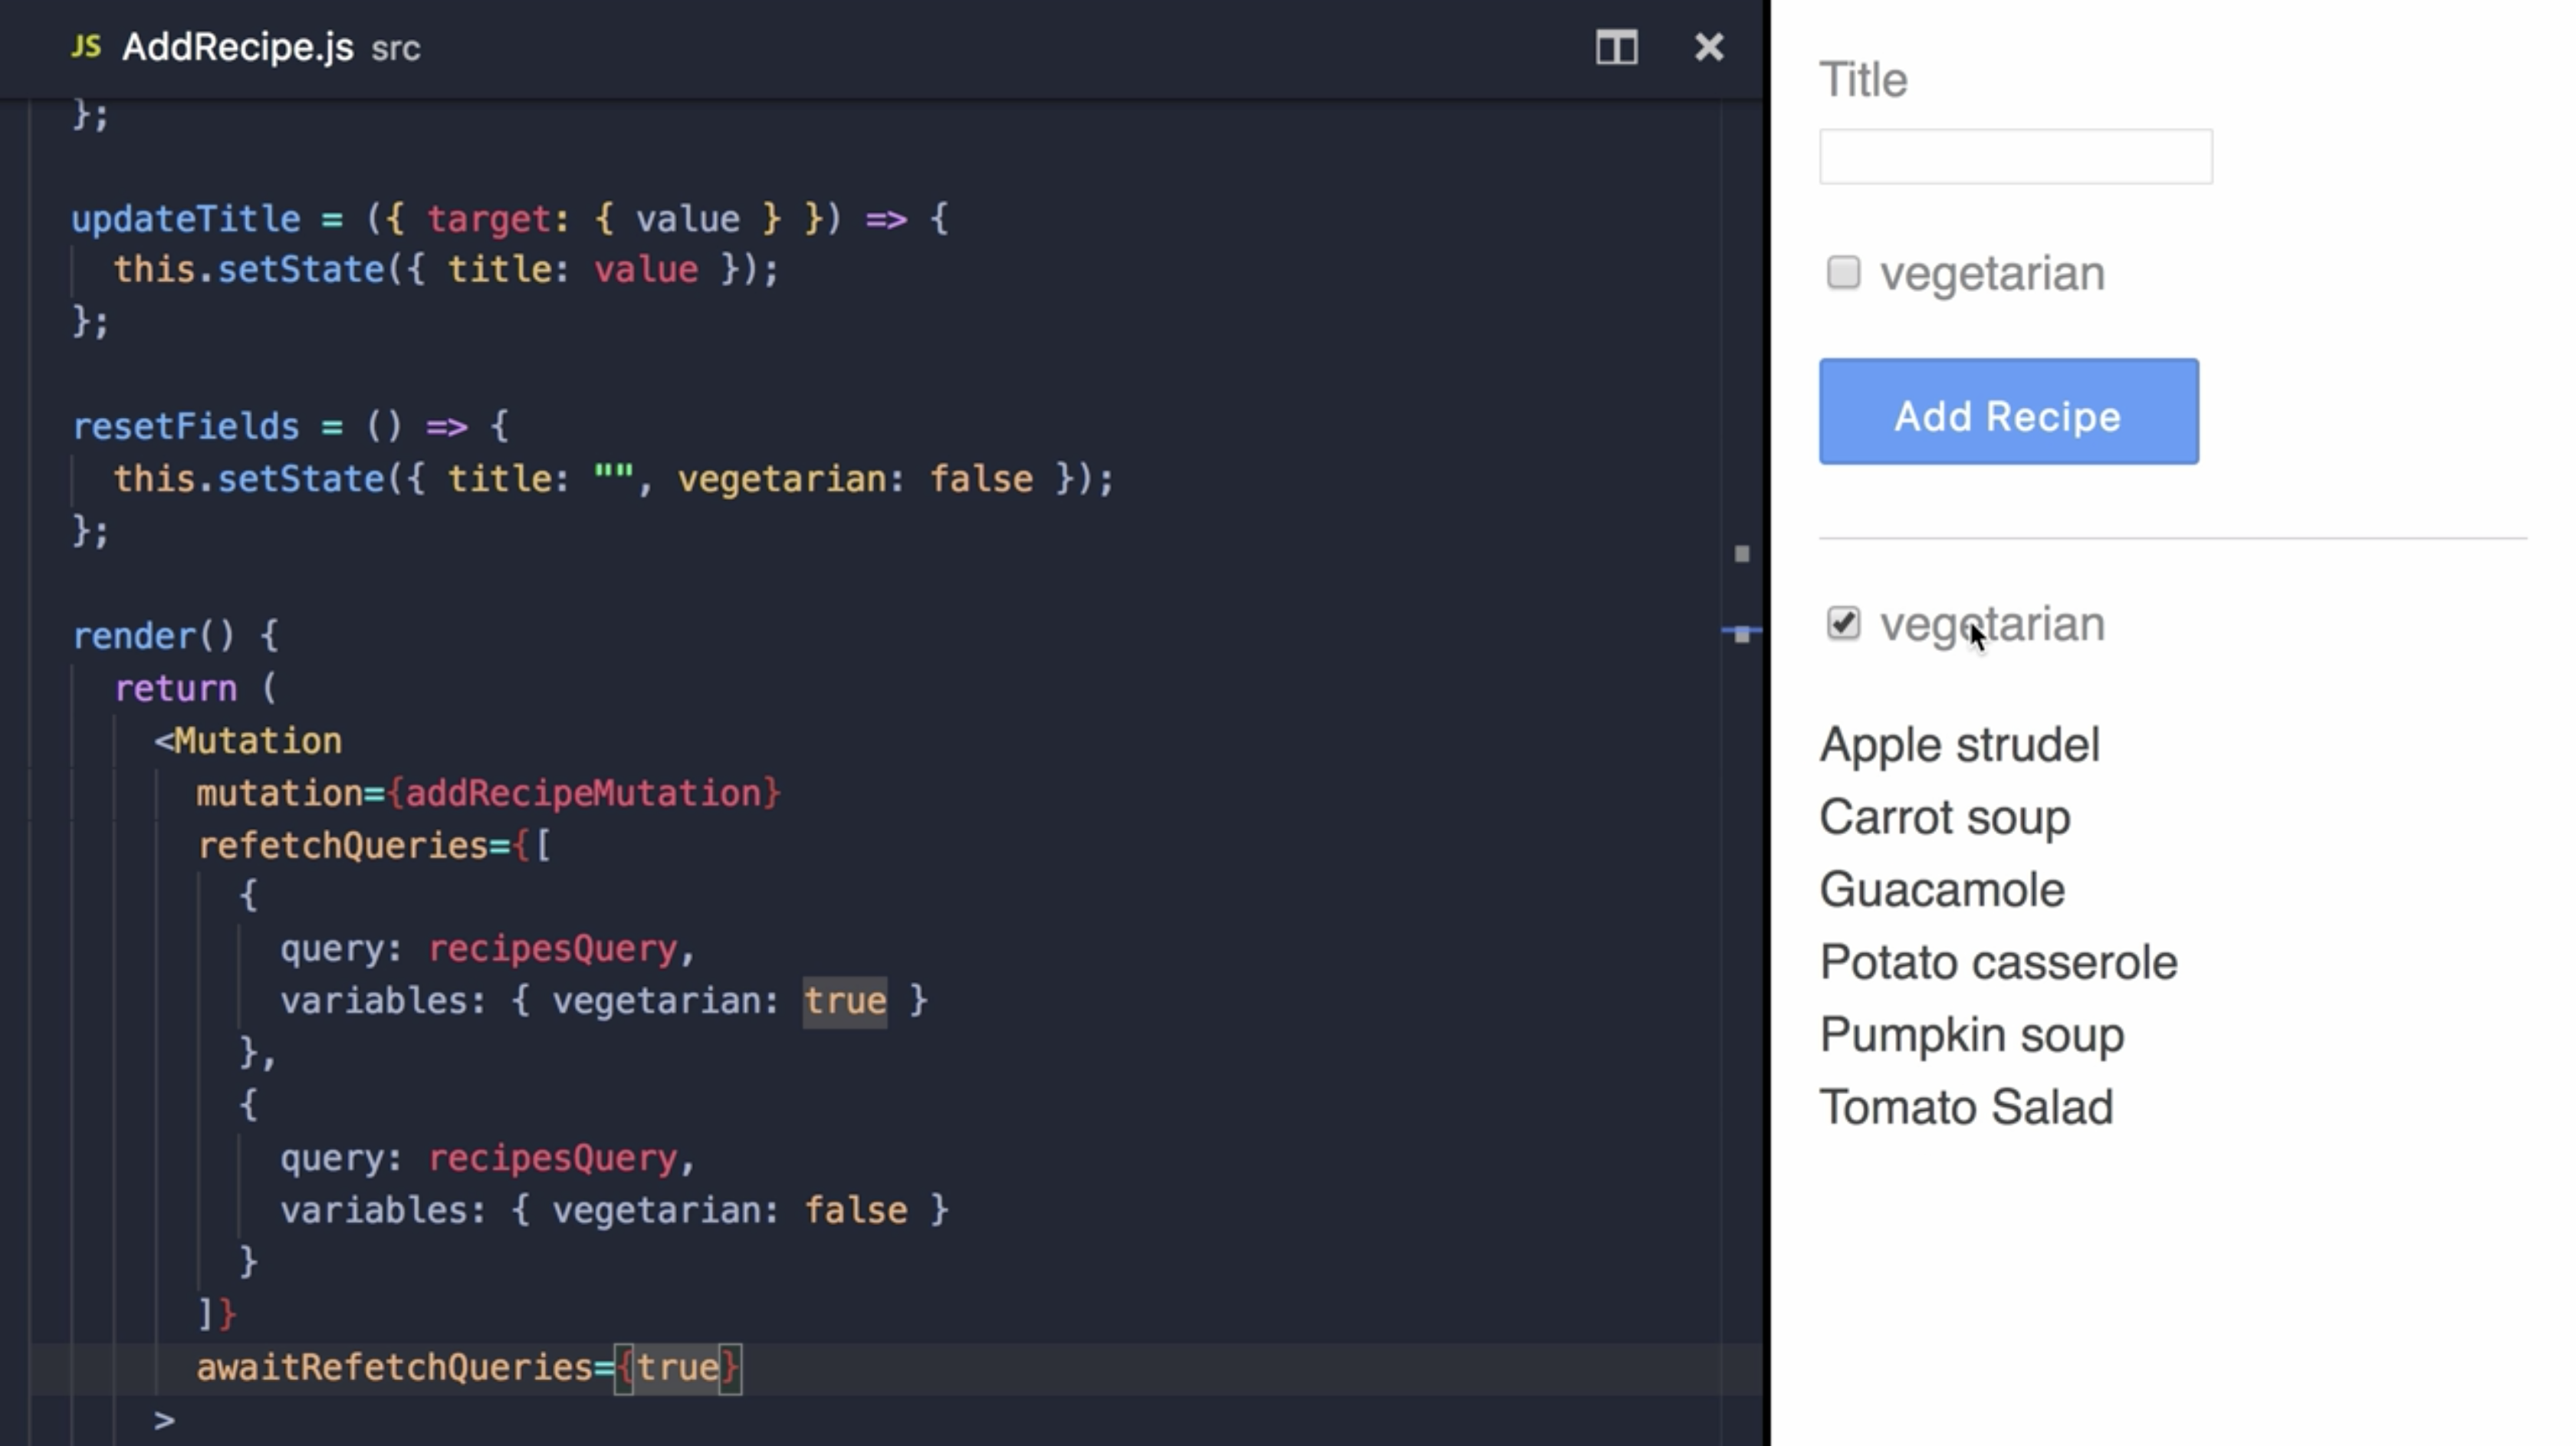 JS AddRecipe.js src
};
updateTitle = ({ target: { value } }) => {
this.setState({ title: value });
};
resetFields = () => {
this.setState({ title: "", vegetarian: false });
};
render() {
return (
<Mutation
mutation={addRecipeMutation}
refetchQueries={[
{
query: recipesQuery,
variables: { vegetarian: true }
},
{
query: recipesQuery,
variables: { vegetarian: false }
}
]}
awaitRefetchQueries={true}
>
Title
vegetarian
Add Recipe
vegetarian
Apple strudel
Carrot soup
Guacamole
Potato casserole
Pumpkin soup
Tomato Salad